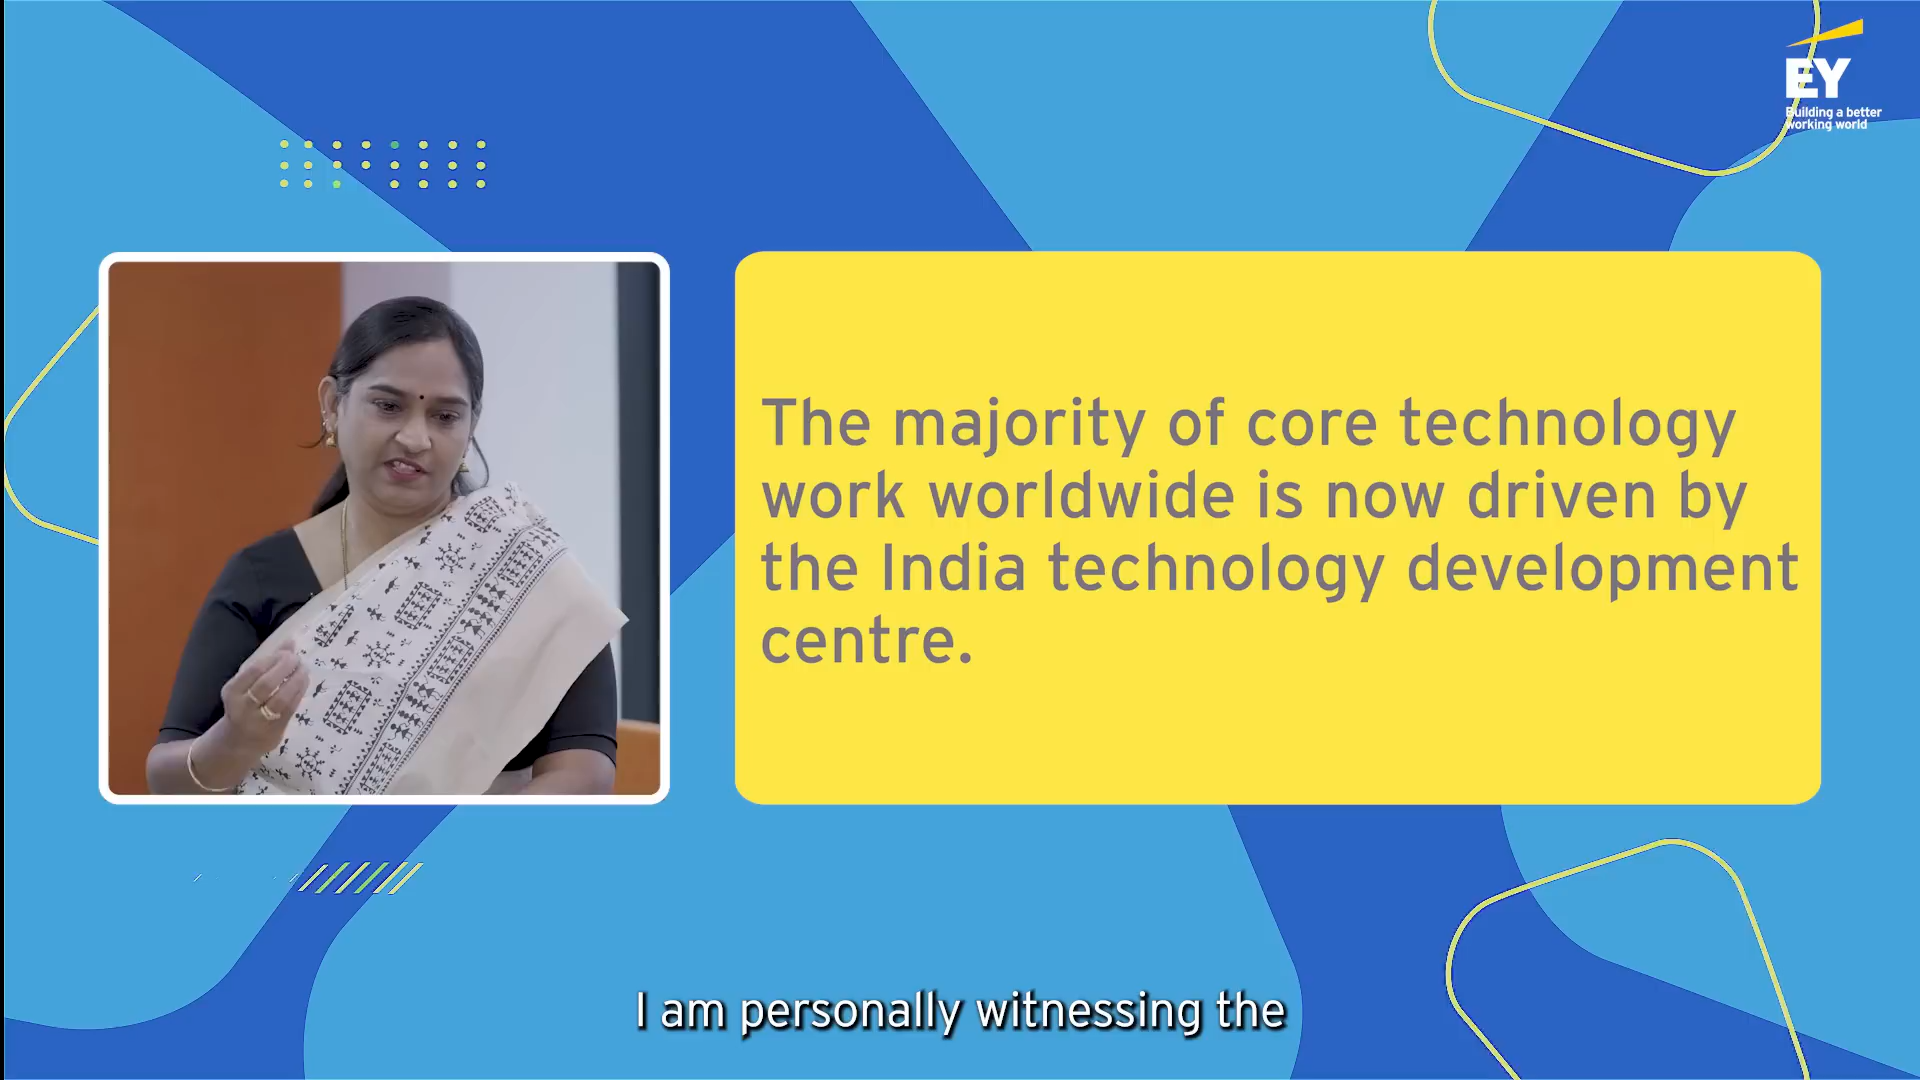 EY
Building a better
working world
The majority of core technology
work worldwide is now driven by
the India technology development
centre.
I am personally witnessing the